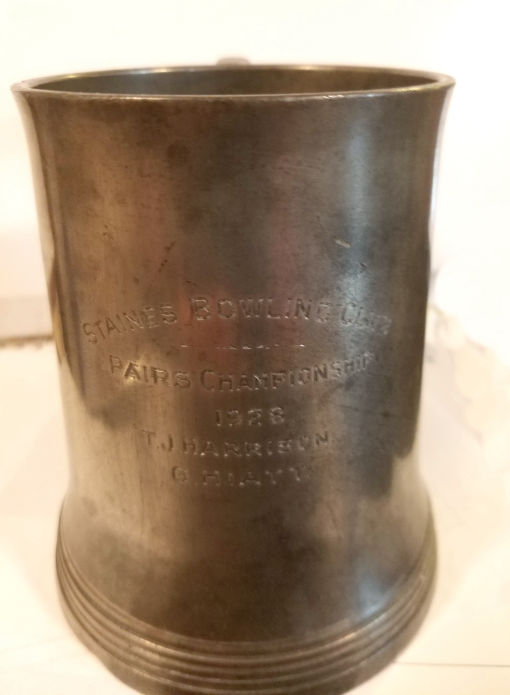 STAINES BOWLING CLUB
PAIRS CHAMPIONSHIP
1928
T.J HARRISON
G. HIATT